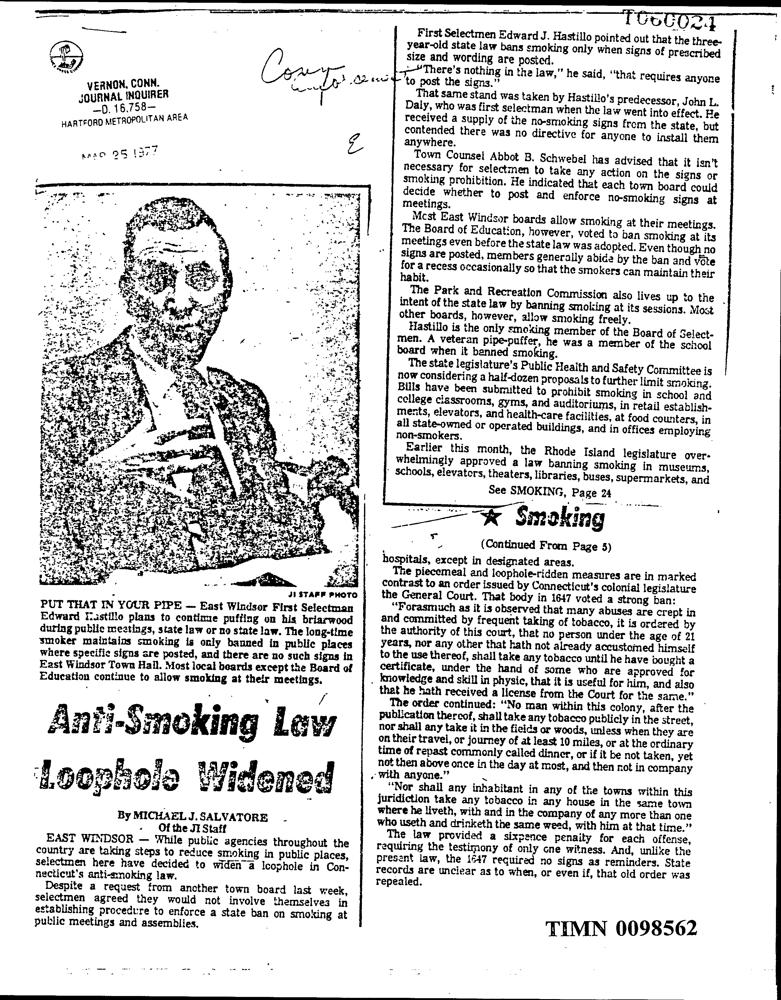 T060024
VERNON, CONN.
JOURNAL INQUIRER
—D. 16,758—
HARTFORD METROPOLITAN AREA
MAR 25 1977
Casey
JI STAFF PHOTO
PUT THAT IN YOUR PIPE — East Windsor First Selectman
Edward Hastillo plans to continue puffing on his briarwood
during public meetings, state law or no state law. The long-time
smoker maintains smoking is only banned in public places
where specific signs are posted, and there are no such signs in
East Windsor Town Hall. Most local boards except the Board of
Education continue to allow smoking at their meetings.
Anti-Smoking Law
Loophole Widened
By MICHAEL J. SALVATORE
Of the JI Staff
EAST WINDSOR — While public agencies throughout the
country are taking steps to reduce smoking in public places,
selectmen here have decided to widen a loophole in Con-
necticut's anti-smoking law.
Despite a request from another town board last week,
selectmen agreed they would not involve themselves in
establishing procedure to enforce a state ban on smoking at
public meetings and assemblies.
First Selectmen Edward J. Hastillo pointed out that the three-
year-old state law bans smoking only when signs of prescribed
size and wording are posted.
"There's nothing in the law," he said, "that requires anyone
to post the signs."
That same stand was taken by Hastillo's predecessor, John L.
Daly, who was first selectman when the law went into effect. He
received a supply of the no-smoking signs from the state, but
contended there was no directive for anyone to install them
anywhere.
Town Counsel Abbot B. Schwebel has advised that it isn't
necessary for selectmen to take any action on the signs or
smoking prohibition. He indicated that each town board could
decide whether to post and enforce no-smoking signs at
meetings.
Most East Windsor boards allow smoking at their meetings.
The Board of Education, however, voted to ban smoking at its
meetings even before the state law was adopted. Even though no
signs are posted, members generally abide by the ban and vote
for a recess occasionally so that the smokers can maintain their
habit.
The Park and Recreation Commission also lives up to the
intent of the state law by banning smoking at its sessions. Most
other boards, however, allow smoking freely.
Hastillo is the only smoking member of the Board of Select-
men. A veteran pipe-puffer, he was a member of the school
board when it banned smoking.
The state legislature's Public Health and Safety Committee is
now considering a half-dozen proposals to further limit smoking.
Bills have been submitted to prohibit smoking in school and
college classrooms, gyms, and auditoriums, in retail establish-
ments, elevators, and health-care facilities, at food counters, in
all state-owned or operated buildings, and in offices employing
non-smokers.
Earlier this month, the Rhode Island legislature over-
whelmingly approved a law banning smoking in museums,
schools, elevators, theaters, libraries, buses, supermarkets, and
See SMOKING, Page 24
★ Smoking
(Continued From Page 5)
hospitals, except in designated areas.
The piecemeal and loophole-ridden measures are in marked
contrast to an order issued by Connecticut's colonial legislature
the General Court. That body in 1647 voted a strong ban:
"Forasmuch as it is observed that many abuses are crept in
and committed by frequent taking of tobacco, it is ordered by
the authority of this court, that no person under the age of 21
years, nor any other that hath not already accustomed himself
to the use thereof, shall take any tobacco until he have bought a
certificate, under the hand of some who are approved for
knowledge and skill in physic, that it is useful for him, and also
that he hath received a license from the Court for the same."
The order continued: "No man within this colony, after the
publication thereof, shall take any tobacco publicly in the street,
nor shall any take it in the fields or woods, unless when they are
on their travel, or journey of at least 10 miles, or at the ordinary
time of repast commonly called dinner, or if it be not taken, yet
not then above once in the day at most, and then not in company
with anyone."
"Nor shall any inhabitant in any of the towns within this
juridiction take any tobacco in any house in the same town
where he liveth, with and in the company of any more than one
who useth and drinketh the same weed, with him at that time."
The law provided a sixpence penalty for each offense,
requiring the testimony of only one witness. And, unlike the
present law, the 1647 required no signs as reminders. State
records are unclear as to when, or even if, that old order was
repealed.
TIMN 0098562